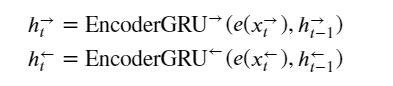 h_t^→ = EncoderGRU^→(e(x_t^→), h_{t−1}^→)
h_t^← = EncoderGRU^←(e(x_t^←), h_{t−1}^←)